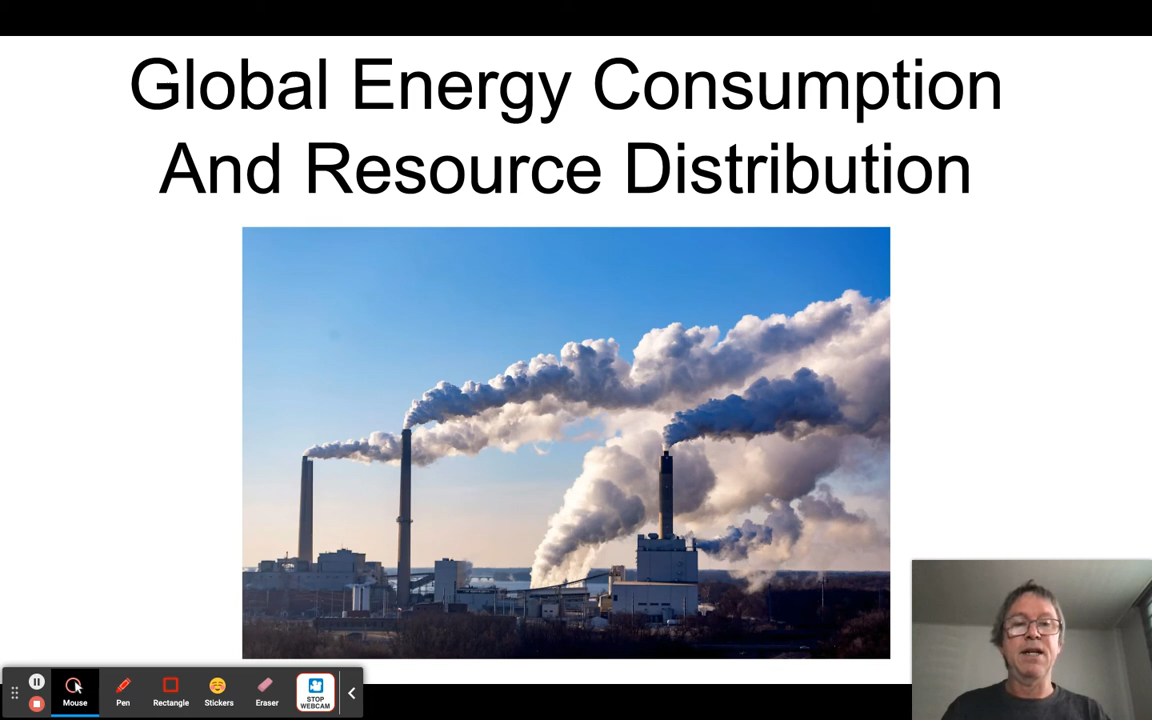 Global Energy Consumption
And Resource Distribution
Mouse
Pen
Rectangle
Stickers
Eraser
STOP
WEBCAM